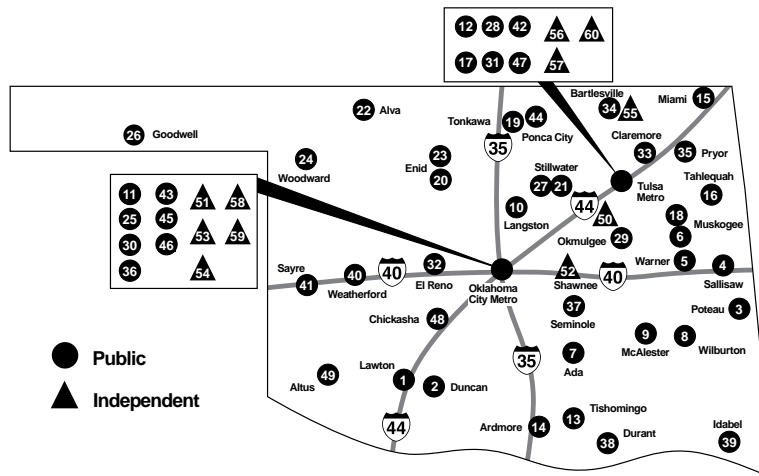 12 28 42 56 60
17 31 47 57
Bartlesville
34 55
Miami 15
22 Alva
Tonkawa 19 44
Ponca City
26 Goodwell
Claremore
33 35 Pryor
35
24
Woodward
Enid 23
20
Stillwater
27 21
Tulsa
Metro
Tahlequah
16
11 43 51 58
25 45 53 59
30 46
36 54
10
Langston
44
50
18
Muskogee
6
Okmulgee 29
Sayre
41
40
Weatherford
40
32
El Reno
Oklahoma
City Metro
52
Shawnee
40
Warner 5
4
Sallisaw
Chickasha
48
37
Seminole
Poteau 3
9
McAlester
8
Wilburton
Public
Independent
35
7
Ada
Altus 49
Lawton
1
2 Duncan
44
Ardmore 14
13
Tishomingo
38
Durant
Idabel
39